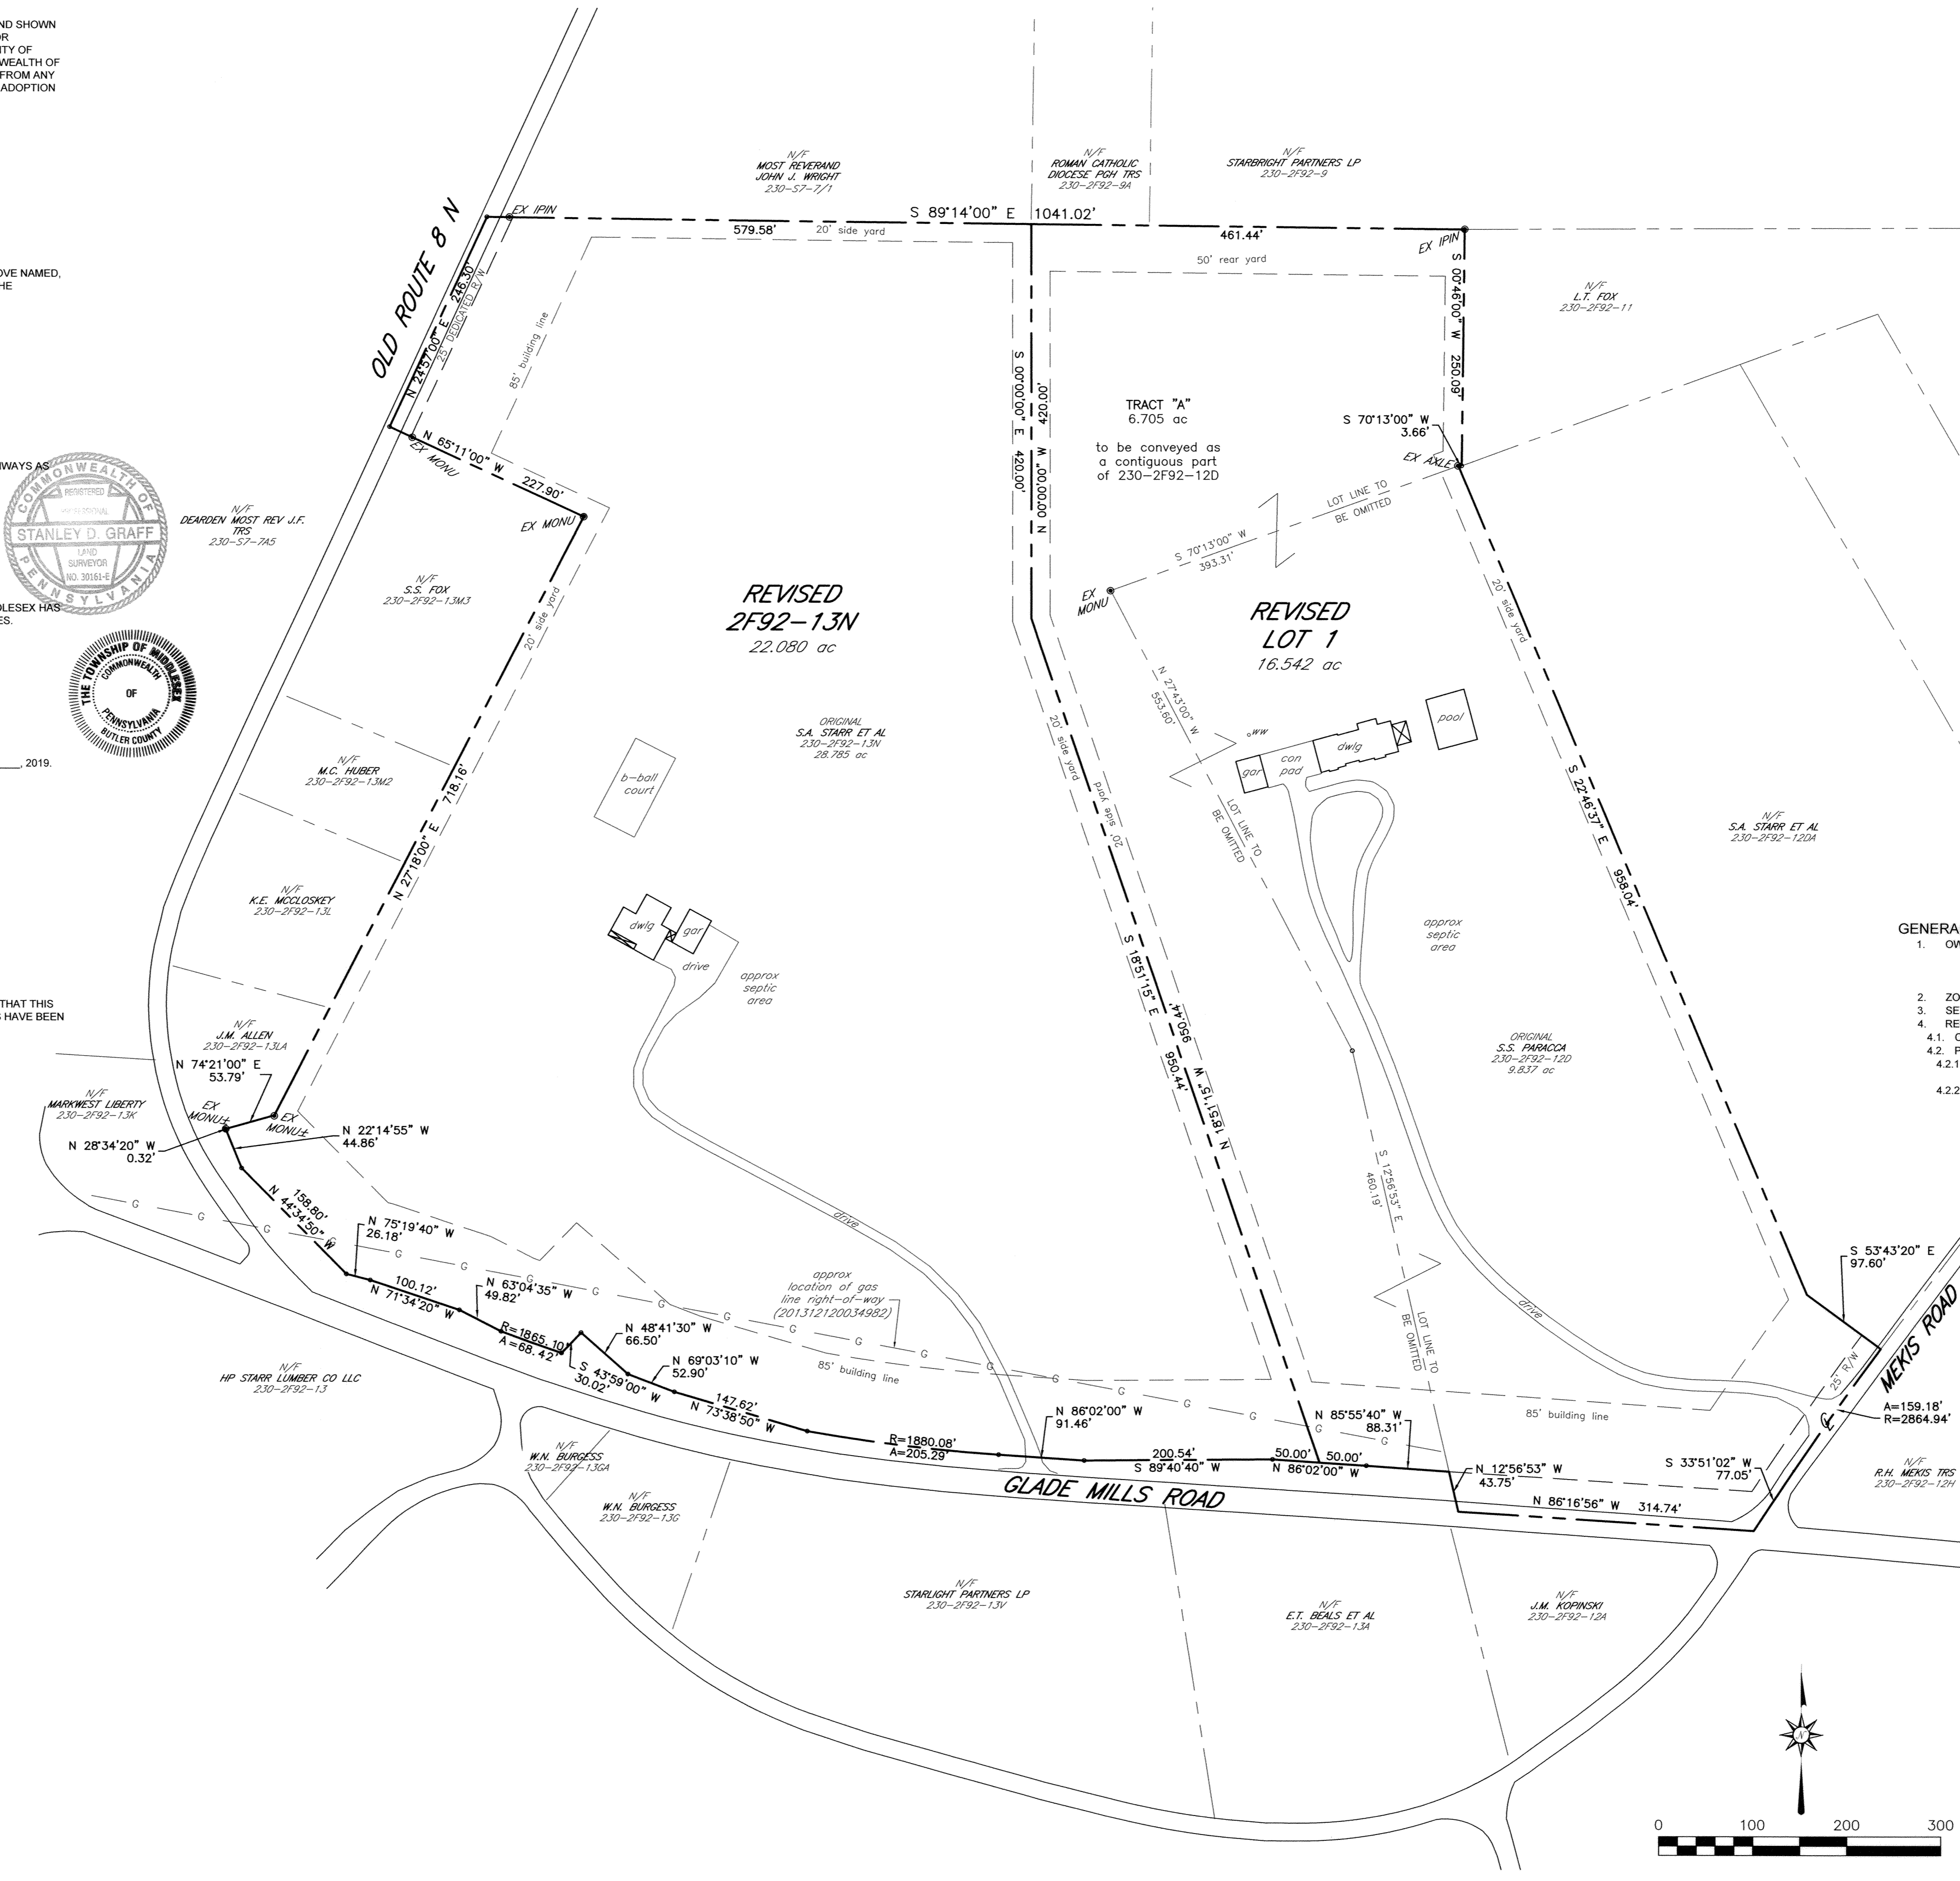 ND SHOWN
OR
TY OF
WEALTH OF
FROM ANY
ADOPTION
OVE NAMED,
HE
HWAYS AS
COMMONWEALTH OF
REGISTERED
PROFESSIONAL
STANLEY D. GRAFF
LAND
SURVEYOR
NO. 30161-E
PENNSYLVANIA
DLESEX HAS
ES.
THE TOWNSHIP OF MIDDLESEX
COMMONWEALTH
OF
PENNSYLVANIA
BUTLER COUNTY
, 2019.
THAT THIS
S HAVE BEEN
OLD ROUTE 8 N
N/F
MOST REVERAND
JOHN J. WRIGHT
230-S7-7/1
N/F
ROMAN CATHOLIC
DIOCESE PGH TRS
230-2F92-9A
N/F
STARBRIGHT PARTNERS LP
230-2F92-9
EX IPIN
S 89°14'00" E 1041.02'
579.58'
20' side yard
461.44'
EX IPIN
50' rear yard
N 24°57'00" E 246.30'
25' DEDICATED R/W
85' building line
S 00°46'00" W 250.09'
N/F
L.T. FOX
230-2F92-11
EX MONU
N 65°11'00" W
227.90'
EX MONU
S 00°00'00" E 420.00'
N 00°00'00" W 420.00'
TRACT "A"
6.705 ac
to be conveyed as
a contiguous part
of 230-2F92-12D
S 70°13'00" W
3.66'
EX AXLE
LOT LINE TO
BE OMITTED
S 70°13'00" W
393.31'
EX
MONU
N/F
DEARDEN MOST REV J.F.
TRS
230-S7-7A5
N/F
S.S. FOX
230-2F92-13M3
20' side yard
REVISED
2F92-13N
22.080 ac
REVISED
LOT 1
16.542 ac
20' side yard
N 27°43'00" W
553.60'
ORIGINAL
S.A. STARR ET AL
230-2F92-13N
28.785 ac
20' side yard
20' side yard
ww
dwlg
pool
gar
con
pad
b-ball
court
N/F
M.C. HUBER
230-2F92-13M2
N 27°18'00" E 718.16'
LOT LINE TO
BE OMITTED
S 22°46'37" E 958.04'
N/F
S.A. STARR ET AL
230-2F92-12DA
N/F
K.E. MCCLOSKEY
230-2F92-13L
dwlg
gar
drive
approx
septic
area
approx
septic
area
S 18°51'15" E 950.44'
N 18°51'15" W 950.44'
GENERA
1. OW
2. ZO
3. SE
4. RE
4.1. C
4.2. P
4.2.1
4.2.2
N/F
J.M. ALLEN
230-2F92-13LA
ORIGINAL
S.S. PARACCA
230-2F92-12D
9.837 ac
N 74°21'00" E
53.79'
N/F
MARKWEST LIBERTY
230-2F92-13K
EX
MONU±
EX
MONU±
N 28°34'20" W
0.32'
N 22°14'55" W
44.86'
158.80'
N 44°34'50" W
S 12°56'53" E
460.19'
G G G G G G G G G G G G G G G G G G G
N 75°19'40" W
26.18'
100.12'
N 71°34'20" W
N 63°04'35" W
49.82'
R=1865.10'
A=68.42'
S 43°59'00" W
30.02'
N 48°41'30" W
66.50'
N 69°03'10" W
52.90'
147.62'
N 73°38'50" W
drive
approx
location of gas
line right-of-way
(201312120034982)
85' building line
LOT LINE TO
BE OMITTED
drive
S 53°43'20" E
97.60'
MEKIS ROAD
25' R/W
A=159.18'
R=2864.94'
85' building line
N/F
HP STARR LUMBER CO LLC
230-2F92-13
R=1880.08'
A=205.29'
N 86°02'00" W
91.46'
200.54'
S 89°40'40" W
50.00' 50.00'
N 86°02'00" W
N 85°55'40" W
88.31'
N 12°56'53" W
43.75'
S 33°51'02" W
77.05'
N 86°16'56" W 314.74'
N/F
R.H. MEKIS TRS
230-2F92-12H
GLADE MILLS ROAD
N/F
W.N. BURGESS
230-2F92-13GA
N/F
W.N. BURGESS
230-2F92-13G
N/F
STARLIGHT PARTNERS LP
230-2F92-13V
N/F
E.T. BEALS ET AL
230-2F92-13A
N/F
J.M. KOPINSKI
230-2F92-12A
N
0 100 200 300